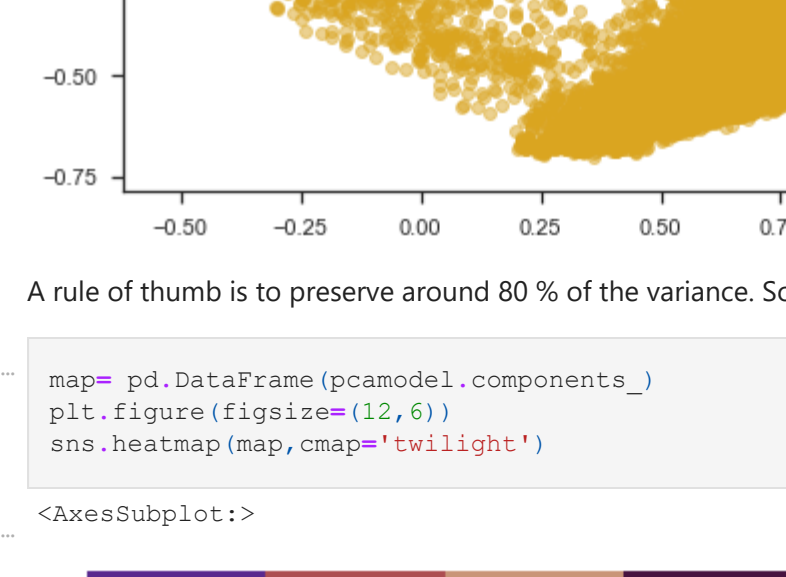 −0.50
−0.75
−0.50 −0.25 0.00 0.25 0.50 0.7
A rule of thumb is to preserve around 80 % of the variance. So
map= pd.DataFrame(pcamodel.components_)
plt.figure(figsize=(12,6))
sns.heatmap(map,cmap='twilight')
<AxesSubplot:>